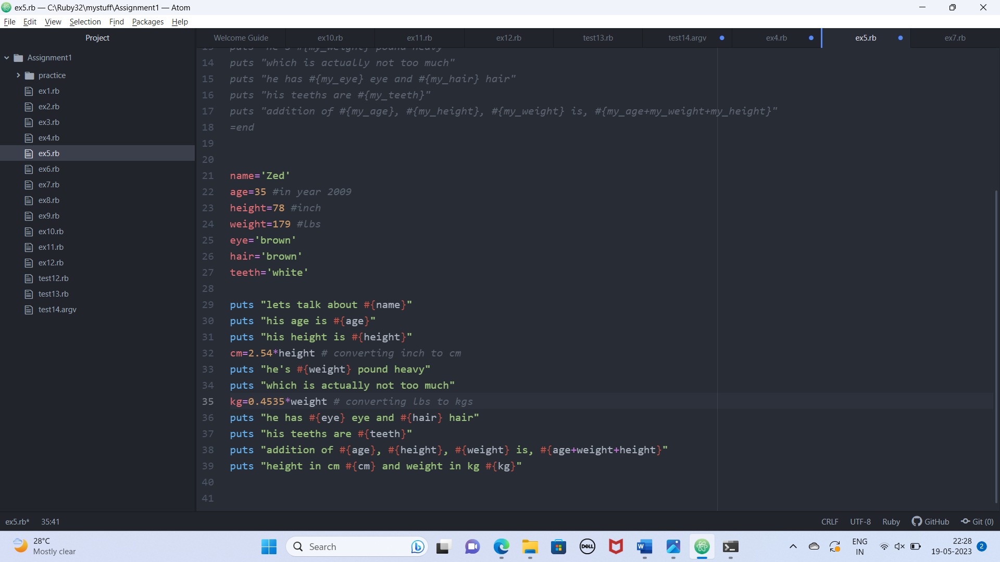 ex5.rb — C:\Ruby32\mystuff\Assignment1 — Atom
File Edit View Selection Find Packages Help
Project
Welcome Guide ex10.rb ex11.rb ex12.rb test13.rb test14.argv ex4.rb ex5.rb ex7.rb
Assignment1
practice
ex1.rb
ex2.rb
ex3.rb
ex4.rb
ex5.rb
ex6.rb
ex7.rb
ex8.rb
ex9.rb
ex10.rb
ex11.rb
ex12.rb
test12.rb
test13.rb
test14.argv
13 puts "he's #{my_weight} pound heavy"
14 puts "which is actually not too much"
15 puts "he has #{my_eye} eye and #{my_hair} hair"
16 puts "his teeths are #{my_teeth}"
17 puts "addition of #{my_age}, #{my_height}, #{my_weight} is, #{my_age+my_weight+my_height}"
18 =end
19
20
21 name='Zed'
22 age=35 #in year 2009
23 height=78 #inch
24 weight=179 #lbs
25 eye='brown'
26 hair='brown'
27 teeth='white'
28
29 puts "lets talk about #{name}"
30 puts "his age is #{age}"
31 puts "his height is #{height}"
32 cm=2.54*height # converting inch to cm
33 puts "he's #{weight} pound heavy"
34 puts "which is actually not too much"
35 kg=0.4535*weight # converting lbs to kgs
36 puts "he has #{eye} eye and #{hair} hair"
37 puts "his teeths are #{teeth}"
38 puts "addition of #{age}, #{height}, #{weight} is, #{age+weight+height}"
39 puts "height in cm #{cm} and weight in kg #{kg}"
40
41
ex5.rb* 35:41 CRLF UTF-8 Ruby GitHub Git (0)
28°C
Mostly clear
Search
DELL
W
ENG
IN
22:28
19-05-2023
2